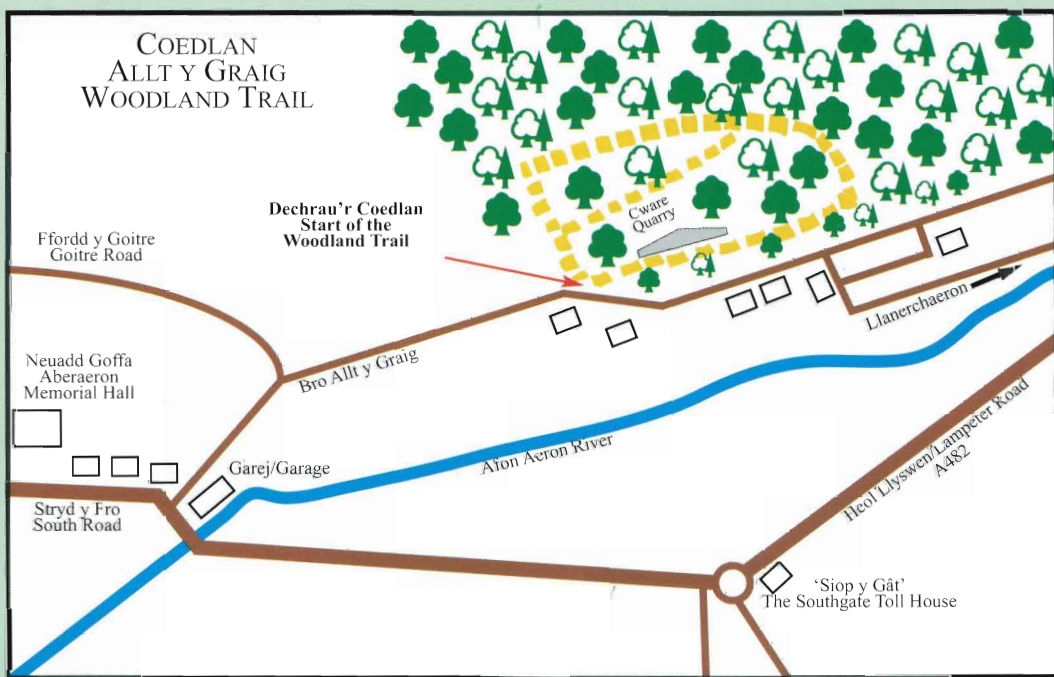 COEDLAN
ALLT Y GRAIG
WOODLAND TRAIL
Dechrau'r Coedlan
Start of the
Woodland Trail
Cware
Quarry
Ffordd y Goitre
Goitre Road
Llanerchaeron
Neuadd Goffa
Aberaeron
Memorial Hall
Bro Allt y Graig
Afon Aeron River
Heol Llyswen/Lampeter Road
A482
Garej/Garage
Stryd y Fro
South Road
'Siop y Gât'
The Southgate Toll House